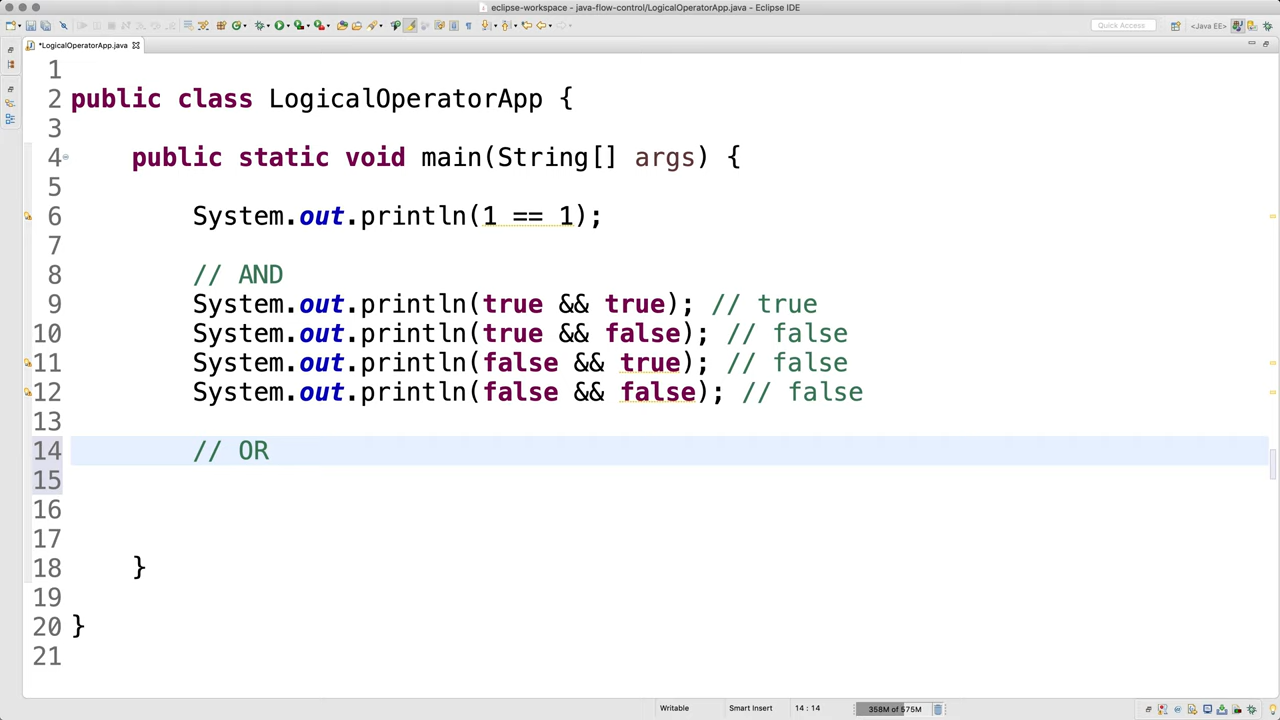 eclipse-workspace - java-flow-control/LogicalOperatorApp.java - Eclipse IDE
Quick Access
<Java EE>
*LogicalOperatorApp.java
1
2 public class LogicalOperatorApp {
3
4 public static void main(String[] args) {
5
6 System.out.println(1 == 1);
7
8 // AND
9 System.out.println(true && true); // true
10 System.out.println(true && false); // false
11 System.out.println(false && true); // false
12 System.out.println(false && false); // false
13
14 // OR
15
16
17
18 }
19
20 }
21
Writable Smart Insert 14 : 14 358M of 575M